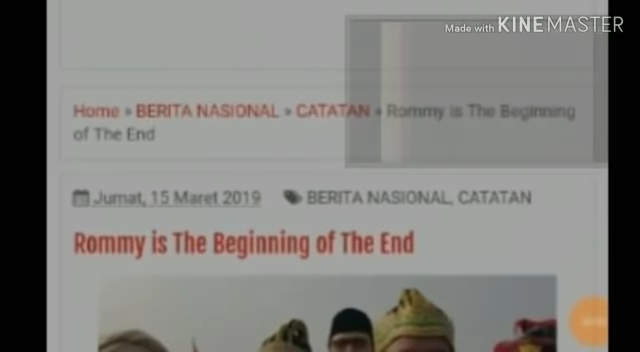 Made with KINEMASTER
Home » BERITA NASIONAL » CATATAN » Rommy is The Beginning
of The End
Jumat, 15 Maret 2019 BERITA NASIONAL, CATATAN
Rommy is The Beginning of The End